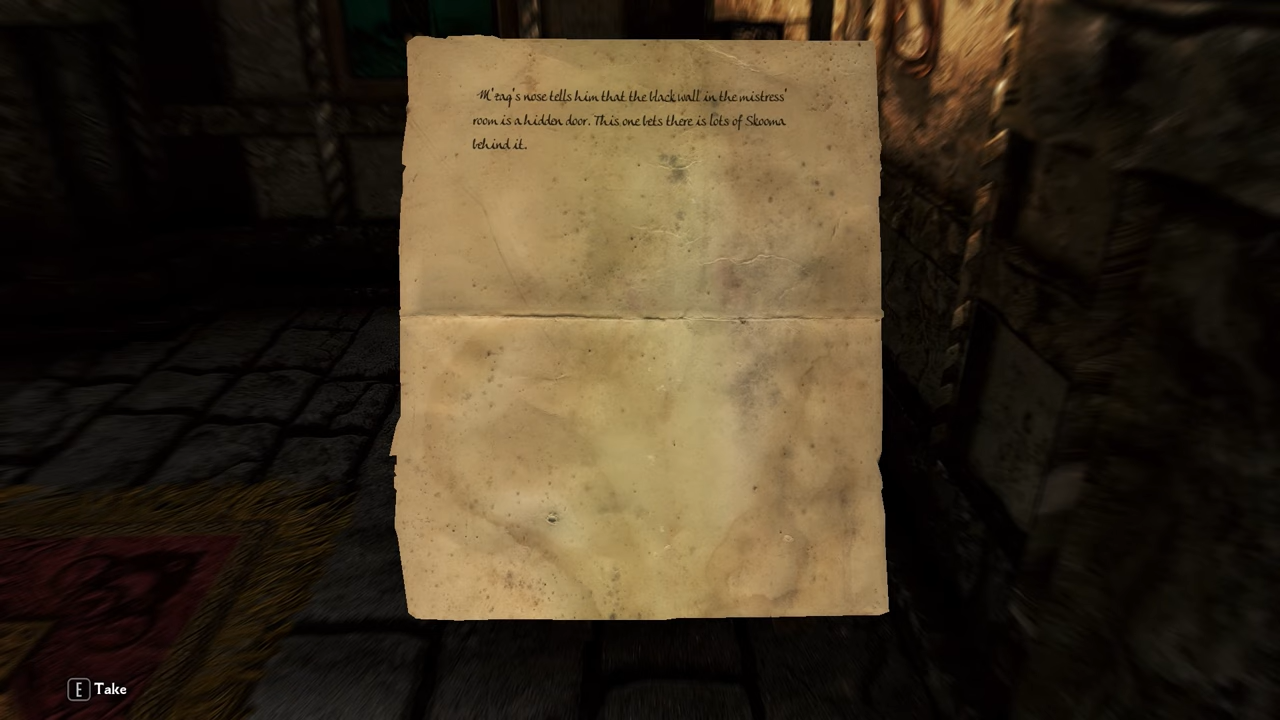 M'zaq's nose tells him that the black wall in the mistress'
room is a hidden door. This one bets there is lots of Skooma
behind it.
E Take